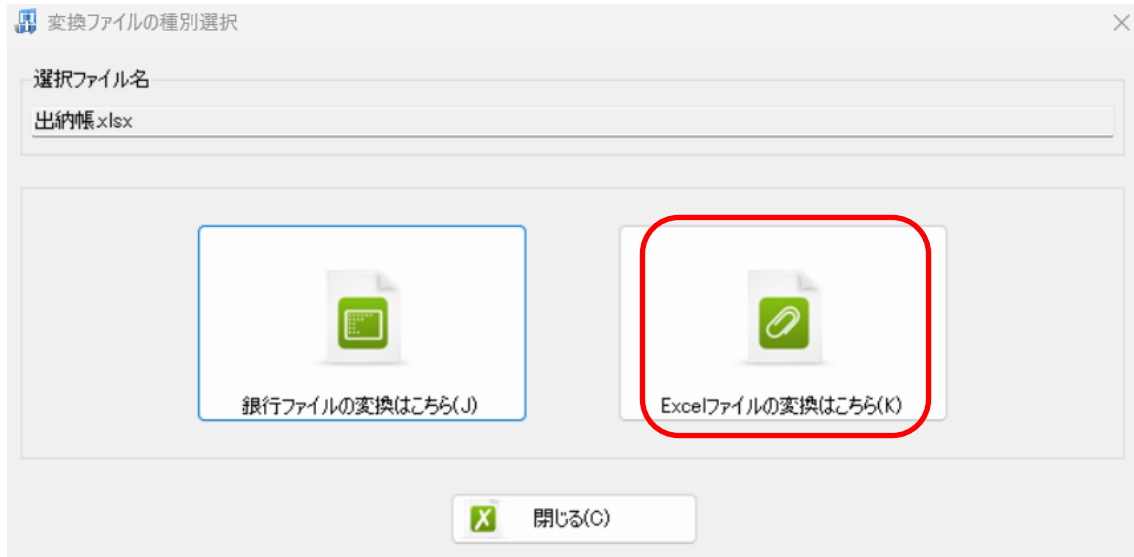 変換ファイルの種別選択
選択ファイル名
出納帳.xlsx
銀行ファイルの変換はこちら(J)
Excelファイルの変換はこちら(K)
閉じる(C)